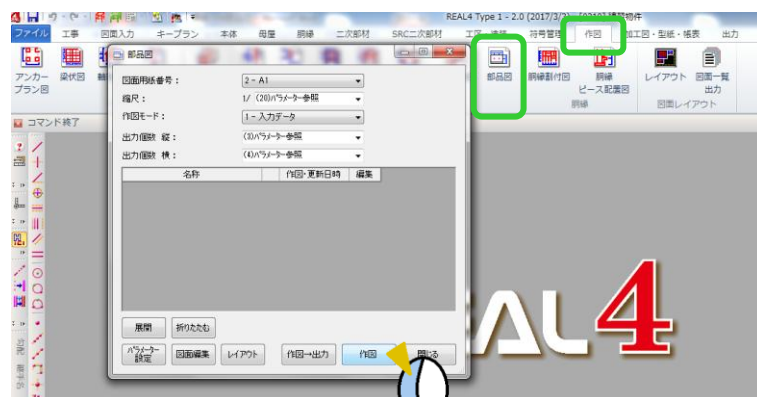 REAL4 Type 1 - 2.0 (2017/3/2)
ファイル 工事 図面入力 キープラン 本体 母屋 胴縁 二次部材 SRC二次部材 符号管理 作図 加工図・型紙・帳表 出力
アンカープラン図 梁伏図 部品図 胴縁割付図 胴縁ピース配置図 レイアウト 図面一覧出力
胴縁 図面レイアウト
コマンド終了
部品図
図面用紙番号： 2 - A1
縮尺： 1/ (20)パラメーター参照
作図モード： 1 - 入力データ
出力個数 縦： (3)パラメーター参照
出力個数 横： (4)パラメーター参照
名称 作図・更新日時 編集
展開 折りたたむ
パラメーター設定 図面編集 レイアウト 作図→出力 作図 閉じる
REAL4